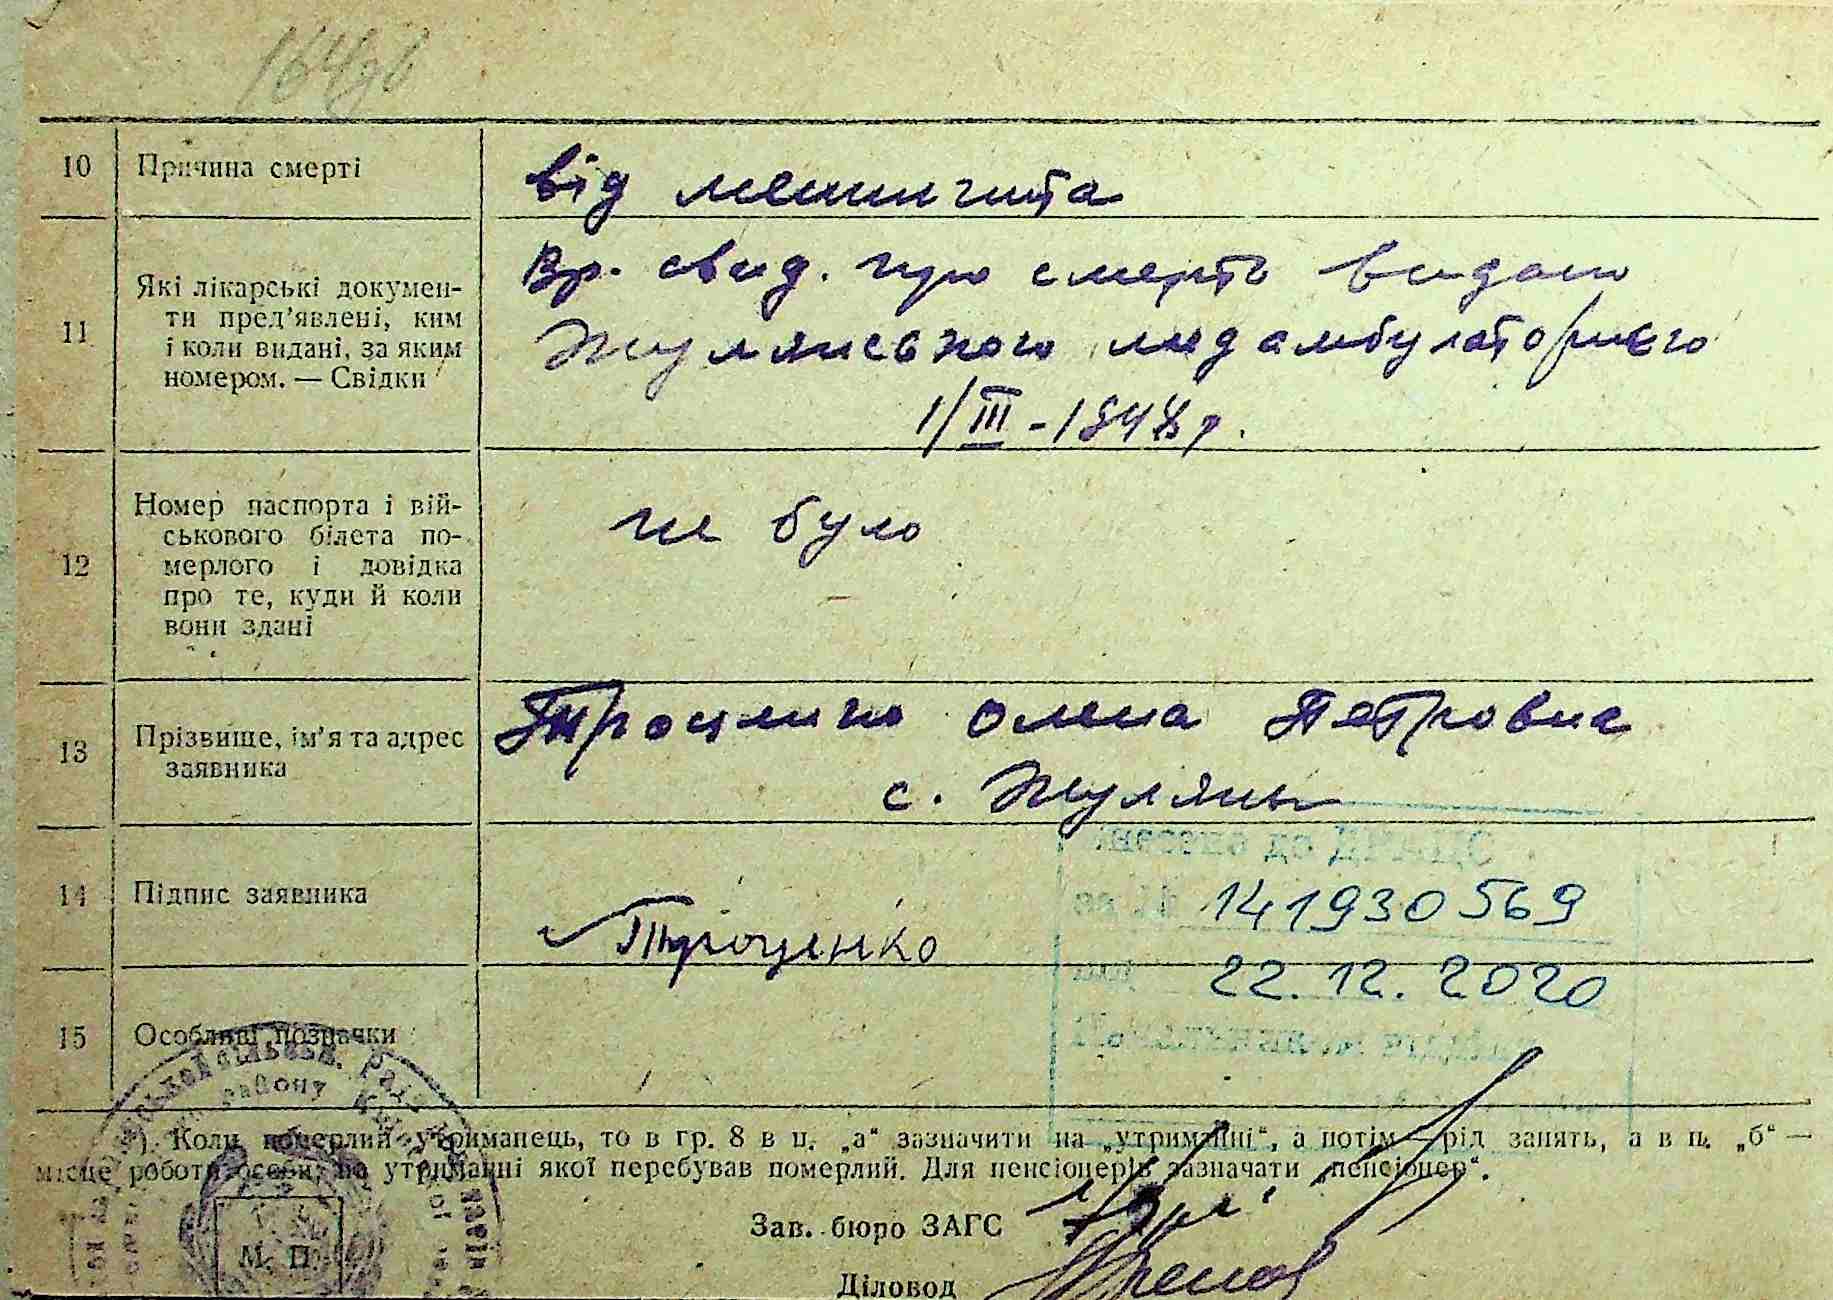 10 Причина смерті
від менингита
11 Які лікарські докумен-
ти пред'явлені, ким
і коли видані, за яким
номером. — Свідки
Вр. свид. про смерть видано
Жулянського медамбулаторією
1/III - 1948 р.
12 Номер паспорта і вій-
ськового білета по-
мерлого і довідка
про те, куди й коли
вони здані
не було
13 Прізвище, ім'я та адрес
заявника
Троценко Олена Петровна
с. Жуляны
14 Підпис заявника
Троценко
141930569
22.12.2020
15 Особливі позначки
*) Коли померлий утриманець, то в гр. 8 в п. „а“ зазначити на „утриманні“, а потім — рід занять, а в п. „б“ —
місце роботи особи, на утриманні якої перебував померлий. Для пенсіонерів зазначати „пенсіонер“.
Зав. бюро ЗАГС
М. П.
Діловод